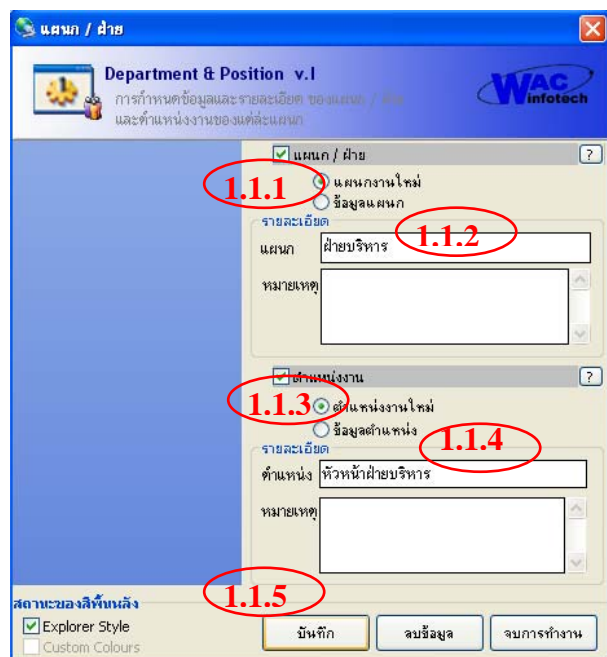 แผนก / ฝ่าย
Department & Position v.I
การกำหนดข้อมูลและรายละเอียด ของแผนก / ฝ่าย
และตำแหน่งงานของแต่ล่ะแผนก
WAC
Winfotech
แผนก / ฝ่าย
?
1.1.1
แผนกงานใหม่
ข้อมูลแผนก
รายละเอียด
1.1.2
แผนก
ฝ่ายบริหาร
หมายเหตุ
ตำแหน่งงาน
?
1.1.3
ตำแหน่งงานใหม่
ข้อมูลตำแหน่ง
รายละเอียด
1.1.4
ตำแหน่ง
หัวหน้าฝ่ายบริหาร
หมายเหตุ
1.1.5
สถานะของสีพื้นหลัง
Explorer Style
Custom Colours
บันทึก
ลบข้อมูล
จบการทำงาน